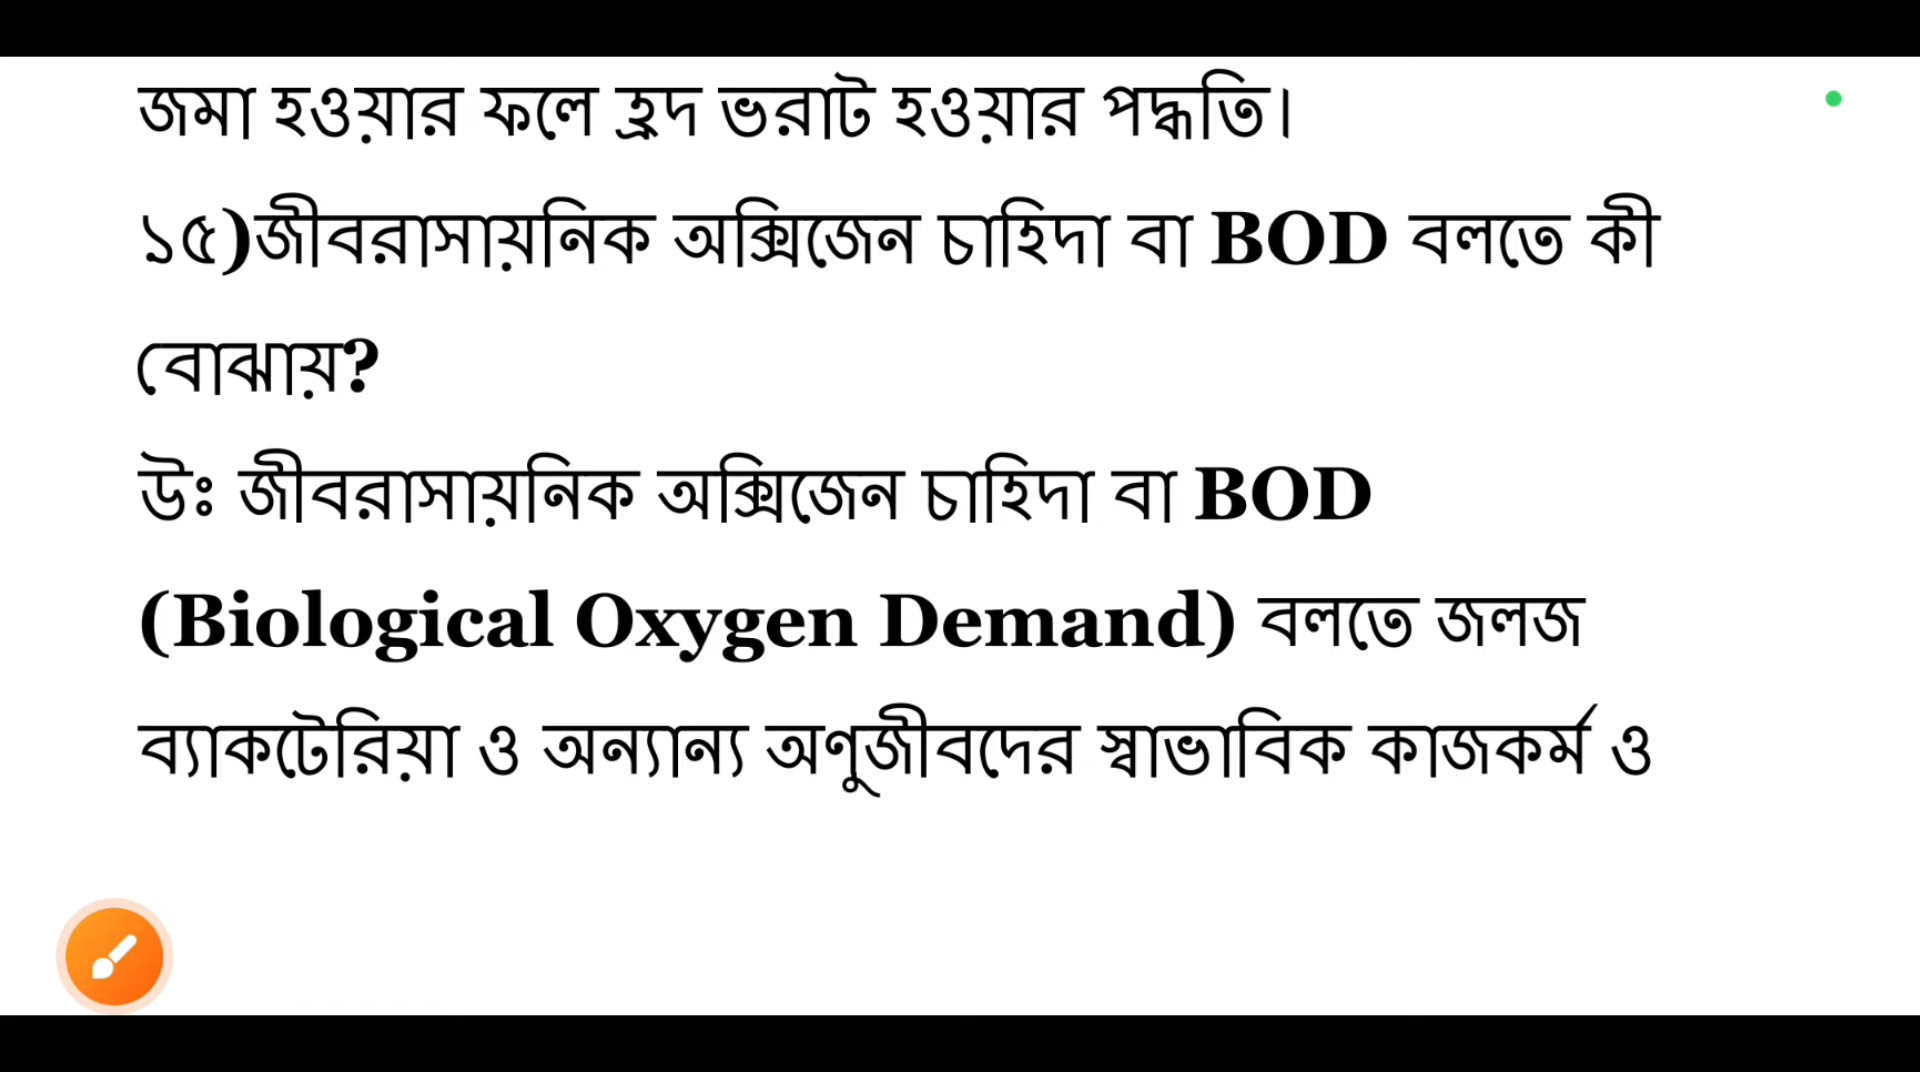 জমা হওয়ার ফলে হ্রদ ভরাট হওয়ার পদ্ধতি।
১৫)জীবরাসায়নিক অক্সিজেন চাহিদা বা BOD বলতে কী
বোঝায়?
উঃ জীবরাসায়নিক অক্সিজেন চাহিদা বা BOD
(Biological Oxygen Demand) বলতে জলজ
ব্যাকটেরিয়া ও অন্যান্য অণুজীবদের স্বাভাবিক কাজকর্ম ও